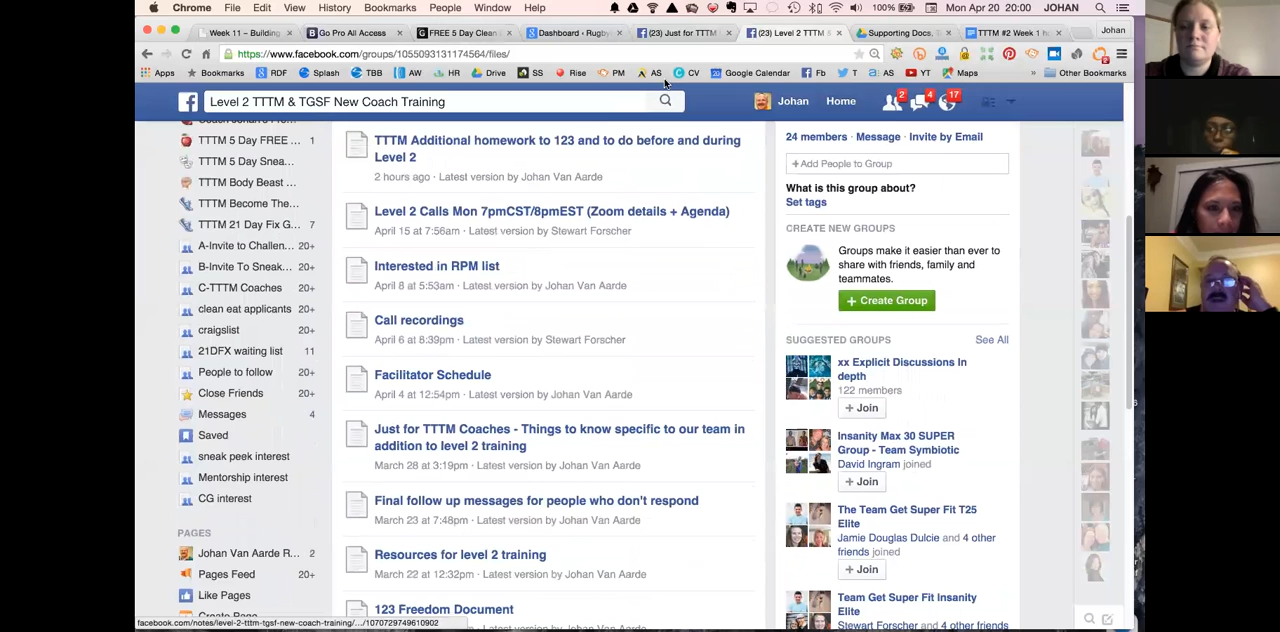 Chrome File Edit View History Bookmarks People Window Help 100% Mon Apr 20 20:00 JOHAN
Week 11 – Building Go Pro All Access FREE 5 Day Clean Dashboard ‹ Rugby (23) Just for TTTM (23) Level 2 TTTM & Supporting Docs, TTTM #2 Week 1 Johan
https://www.facebook.com/groups/1055093131174564/files/
Apps Bookmarks RDF Splash TBB AW HR Drive SS Rise PM AS CV Google Calendar Fb T AS YT Maps » Other Bookmarks
Level 2 TTTM & TGSF New Coach Training Johan Home 2 4 17
TTTM 5 Day FREE ... 1
TTTM 5 Day Snea...
TTTM Body Beast ...
TTTM Become The...
TTTM 21 Day Fix G... 7
A-Invite to Challen... 20+
B-Invite To Sneak... 20+
C-TTTM Coaches 20+
clean eat applicants 20+
craigslist 20+
21DFX waiting list 11
People to follow 20+
Close Friends 20+
Messages 4
Saved
sneak peek interest
Mentorship interest
CG interest
PAGES
Johan Van Aarde R... 2
Pages Feed 20+
Like Pages
facebook.com/notes/level-2-tttm-tgsf-new-coach-training/.../1070729749610902
TTTM Additional homework to 123 and to do before and during
Level 2
2 hours ago · Latest version by Johan Van Aarde
Level 2 Calls Mon 7pmCST/8pmEST (Zoom details + Agenda)
April 15 at 7:56am · Latest version by Stewart Forscher
Interested in RPM list
April 8 at 5:53am · Latest version by Johan Van Aarde
Call recordings
April 6 at 8:39pm · Latest version by Stewart Forscher
Facilitator Schedule
April 4 at 12:54pm · Latest version by Johan Van Aarde
Just for TTTM Coaches - Things to know specific to our team in
addition to level 2 training
March 28 at 3:19pm · Latest version by Johan Van Aarde
Final follow up messages for people who don't respond
March 23 at 7:48pm · Latest version by Johan Van Aarde
Resources for level 2 training
March 22 at 12:32pm · Latest version by Johan Van Aarde
123 Freedom Document
24 members · Message · Invite by Email
+ Add People to Group
What is this group about?
Set tags
CREATE NEW GROUPS
Groups make it easier than ever to
share with friends, family and
teammates.
+ Create Group
SUGGESTED GROUPS See All
xx Explicit Discussions In
depth
122 members
+ Join
Insanity Max 30 SUPER
Group - Team Symbiotic
David Ingram joined
+ Join
The Team Get Super Fit T25
Elite
Jamie Douglas Dulcie and 4 other
friends joined
+ Join
Team Get Super Fit Insanity
Elite
Stewart Forscher and 4 other friends